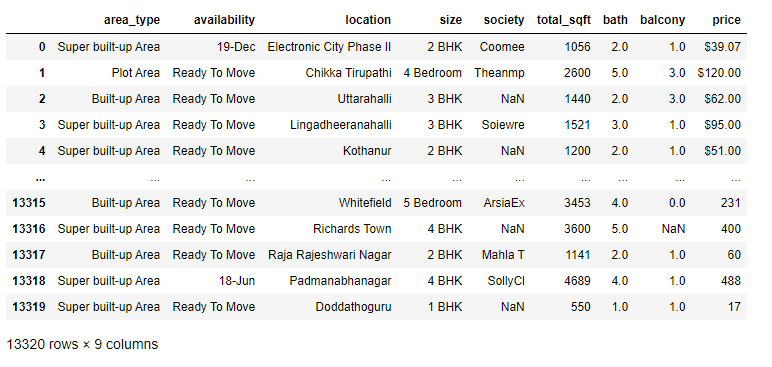 area_type availability location size society total_sqft bath balcony price
0 Super built-up Area 19-Dec Electronic City Phase II 2 BHK Coomee 1056 2.0 1.0 $39.07
1 Plot Area Ready To Move Chikka Tirupathi 4 Bedroom Theanmp 2600 5.0 3.0 $120.00
2 Built-up Area Ready To Move Uttarahalli 3 BHK NaN 1440 2.0 3.0 $62.00
3 Super built-up Area Ready To Move Lingadheeranahalli 3 BHK Soiewre 1521 3.0 1.0 $95.00
4 Super built-up Area Ready To Move Kothanur 2 BHK NaN 1200 2.0 1.0 $51.00
... ... ... ... ... ... ... ... ... ...
13315 Built-up Area Ready To Move Whitefield 5 Bedroom ArsiaEx 3453 4.0 0.0 231
13316 Super built-up Area Ready To Move Richards Town 4 BHK NaN 3600 5.0 NaN 400
13317 Built-up Area Ready To Move Raja Rajeshwari Nagar 2 BHK Mahla T 1141 2.0 1.0 60
13318 Super built-up Area 18-Jun Padmanabhanagar 4 BHK SollyCl 4689 4.0 1.0 488
13319 Super built-up Area Ready To Move Doddathoguru 1 BHK NaN 550 1.0 1.0 17
13320 rows × 9 columns